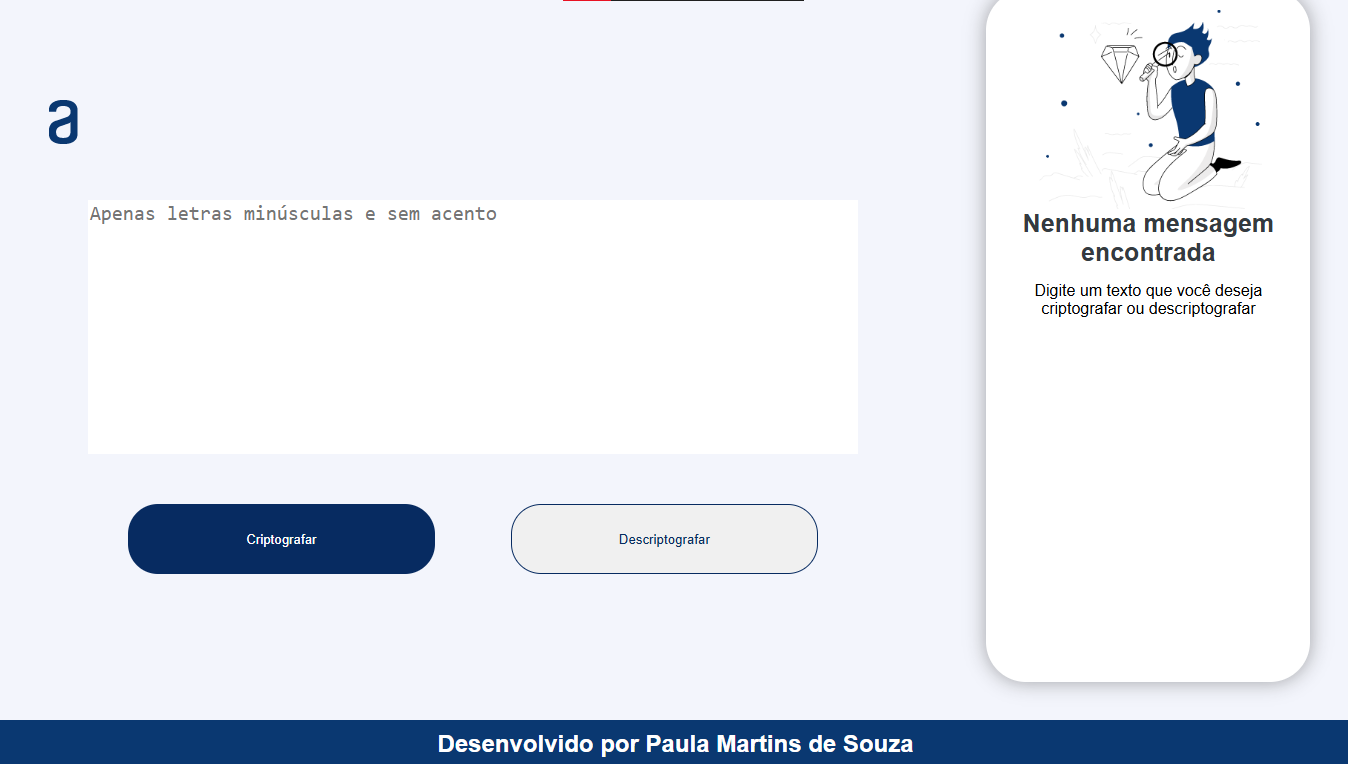 a
Apenas letras minúsculas e sem acento
Criptografar
Descriptografar
Nenhuma mensagem
encontrada
Digite um texto que você deseja
criptografar ou descriptografar
Desenvolvido por Paula Martins de Souza